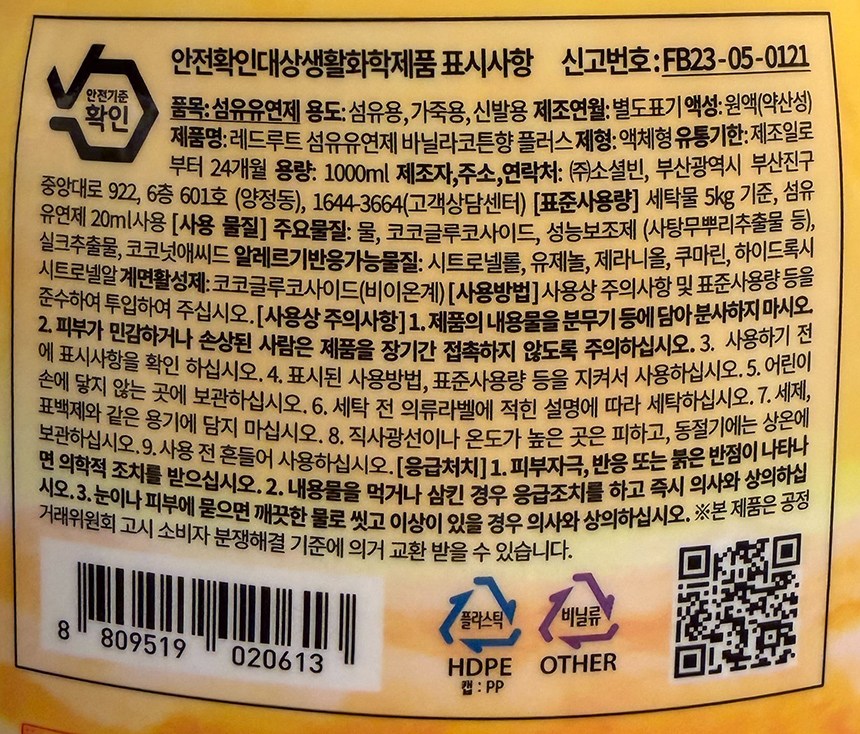 안전확인대상생활화학제품 표시사항 신고번호:FB23-05-0121
안전기준
확인
품목: 섬유유연제 용도: 섬유용, 가죽용, 신발용 제조연월: 별도표기 액성: 원액(약산성)
제품명: 레드루트 섬유유연제 바닐라코튼향 플러스 제형: 액체형 유통기한: 제조일로
부터 24개월 용량: 1000ml 제조자,주소,연락처: (주)소셜빈, 부산광역시 부산진구
중앙대로 922, 6층 601호 (양정동), 1644-3664(고객상담센터) [표준사용량] 세탁물 5kg 기준, 섬유
유연제 20ml사용 [사용 물질] 주요물질: 물, 코코글루코사이드, 성능보조제 (사탕무뿌리추출물 등),
실크추출물, 코코넛애씨드 알레르기반응가능물질: 시트로넬롤, 유제놀, 제라니올, 쿠마린, 하이드록시
시트로넬알 계면활성제: 코코글루코사이드(비이온계) [사용방법] 사용상 주의사항 및 표준사용량 등을
준수하여 투입하여 주십시오. [사용상 주의사항] 1. 제품의 내용물을 분무기 등에 담아 분사하지 마시오.
2. 피부가 민감하거나 손상된 사람은 제품을 장기간 접촉하지 않도록 주의하십시오. 3. 사용하기 전
에 표시사항을 확인 하십시오. 4. 표시된 사용방법, 표준사용량 등을 지켜서 사용하십시오. 5. 어린이
손에 닿지 않는 곳에 보관하십시오. 6. 세탁 전 의류라벨에 적힌 설명에 따라 세탁하십시오. 7. 세제,
표백제와 같은 용기에 담지 마십시오. 8. 직사광선이나 온도가 높은 곳은 피하고, 동절기에는 상온에
보관하십시오. 9. 사용 전 흔들어 사용하십시오. [응급처치] 1. 피부자극, 반응 또는 붉은 반점이 나타나
면 의학적 조치를 받으십시오. 2. 내용물을 먹거나 삼킨 경우 응급조치를 하고 즉시 의사와 상의하십
시오. 3. 눈이나 피부에 묻으면 깨끗한 물로 씻고 이상이 있을 경우 의사와 상의하십시오. ※본 제품은 공정
거래위원회 고시 소비자 분쟁해결 기준에 의거 교환 받을 수 있습니다.
8 809519 020613
플라스틱
HDPE
캡 : PP
비닐류
OTHER